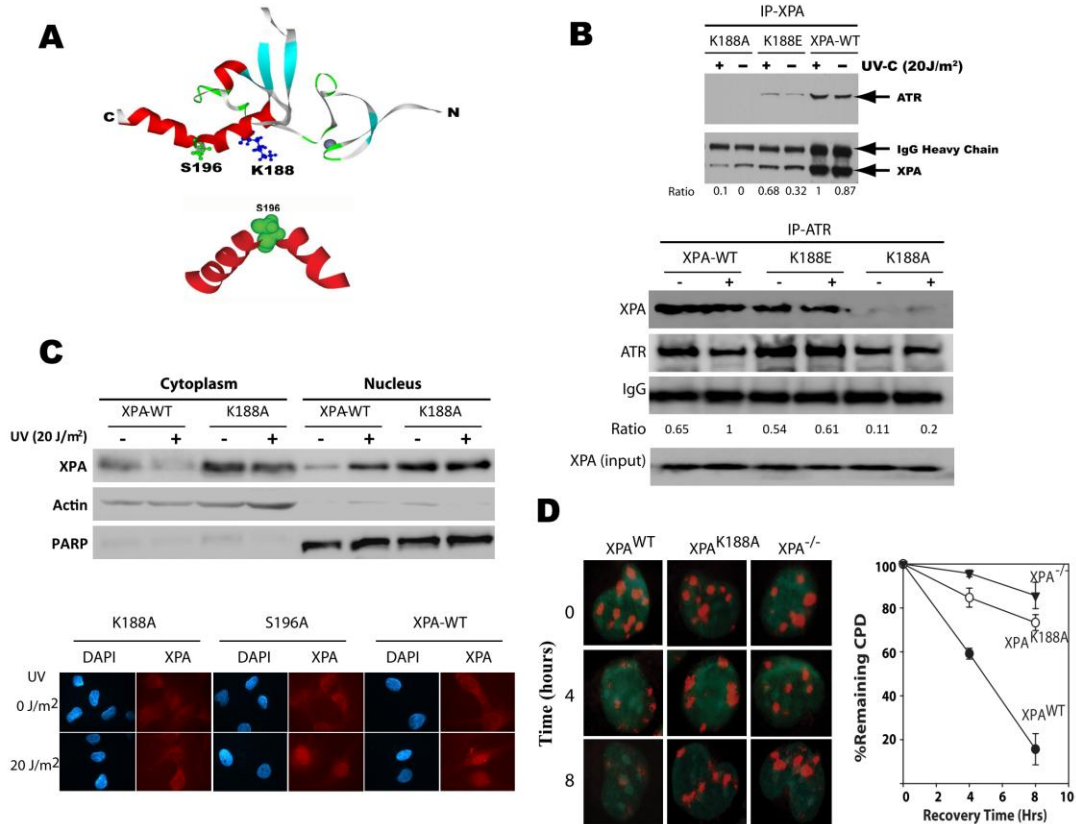 A
C
N
S196
K188
S196
B
IP-XPA
K188A K188E XPA-WT
+ − + − + − UV-C (20J/m²)
ATR
IgG Heavy Chain
XPA
Ratio 0.1 0 0.68 0.32 1 0.87
IP-ATR
XPA-WT K188E K188A
- + - + - +
XPA
ATR
IgG
Ratio 0.65 1 0.54 0.61 0.11 0.2
XPA (input)
C
Cytoplasm Nucleus
XPA-WT K188A XPA-WT K188A
UV (20 J/m²) - + - + - + - +
XPA
Actin
PARP
K188A S196A XPA-WT
DAPI XPA DAPI XPA DAPI XPA
UV
0 J/m²
20 J/m²
D
XPA^WT XPA^K188A XPA^-/-
Time (hours)
0
4
8
%Remaining CPD
100
80
60
40
20
0 2 4 6 8 10
Recovery Time (Hrs)
XPA^-/-
XPA^K188A
XPA^WT